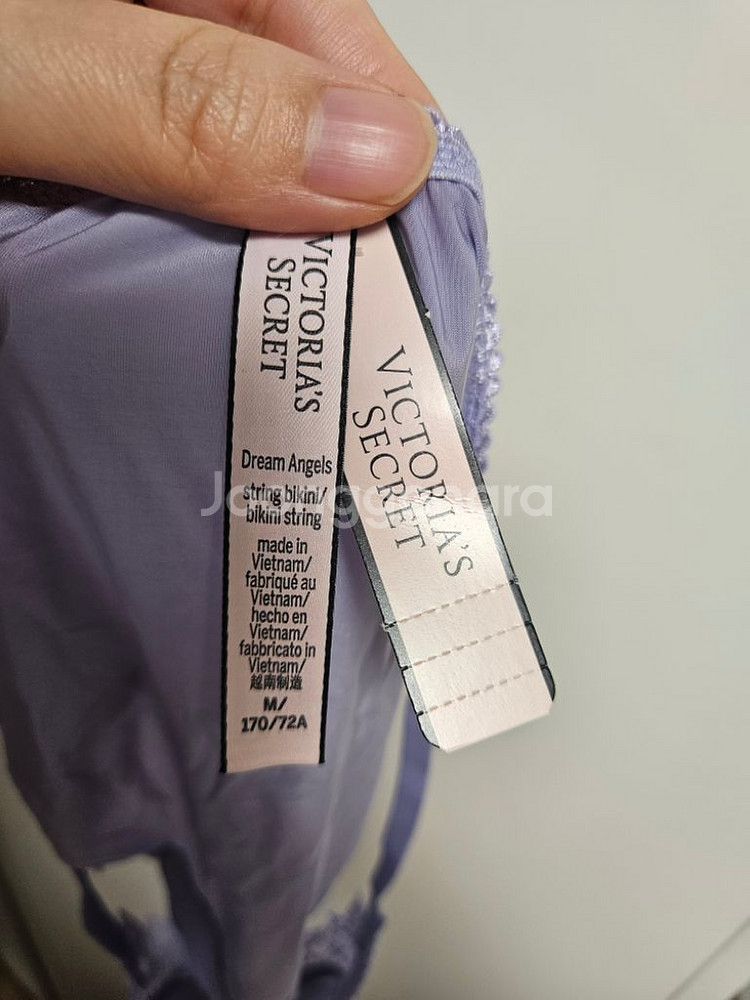 VICTORIA'S
SECRET
Dream Angels
string bikini/
bikini string
made in
Vietnam/
fabriqué au
Vietnam/
hecho en
Vietnam/
fabbricato in
Vietnam/
越南制造
M/
170/72A
VICTORIA'S
SECRET
Joonggonara